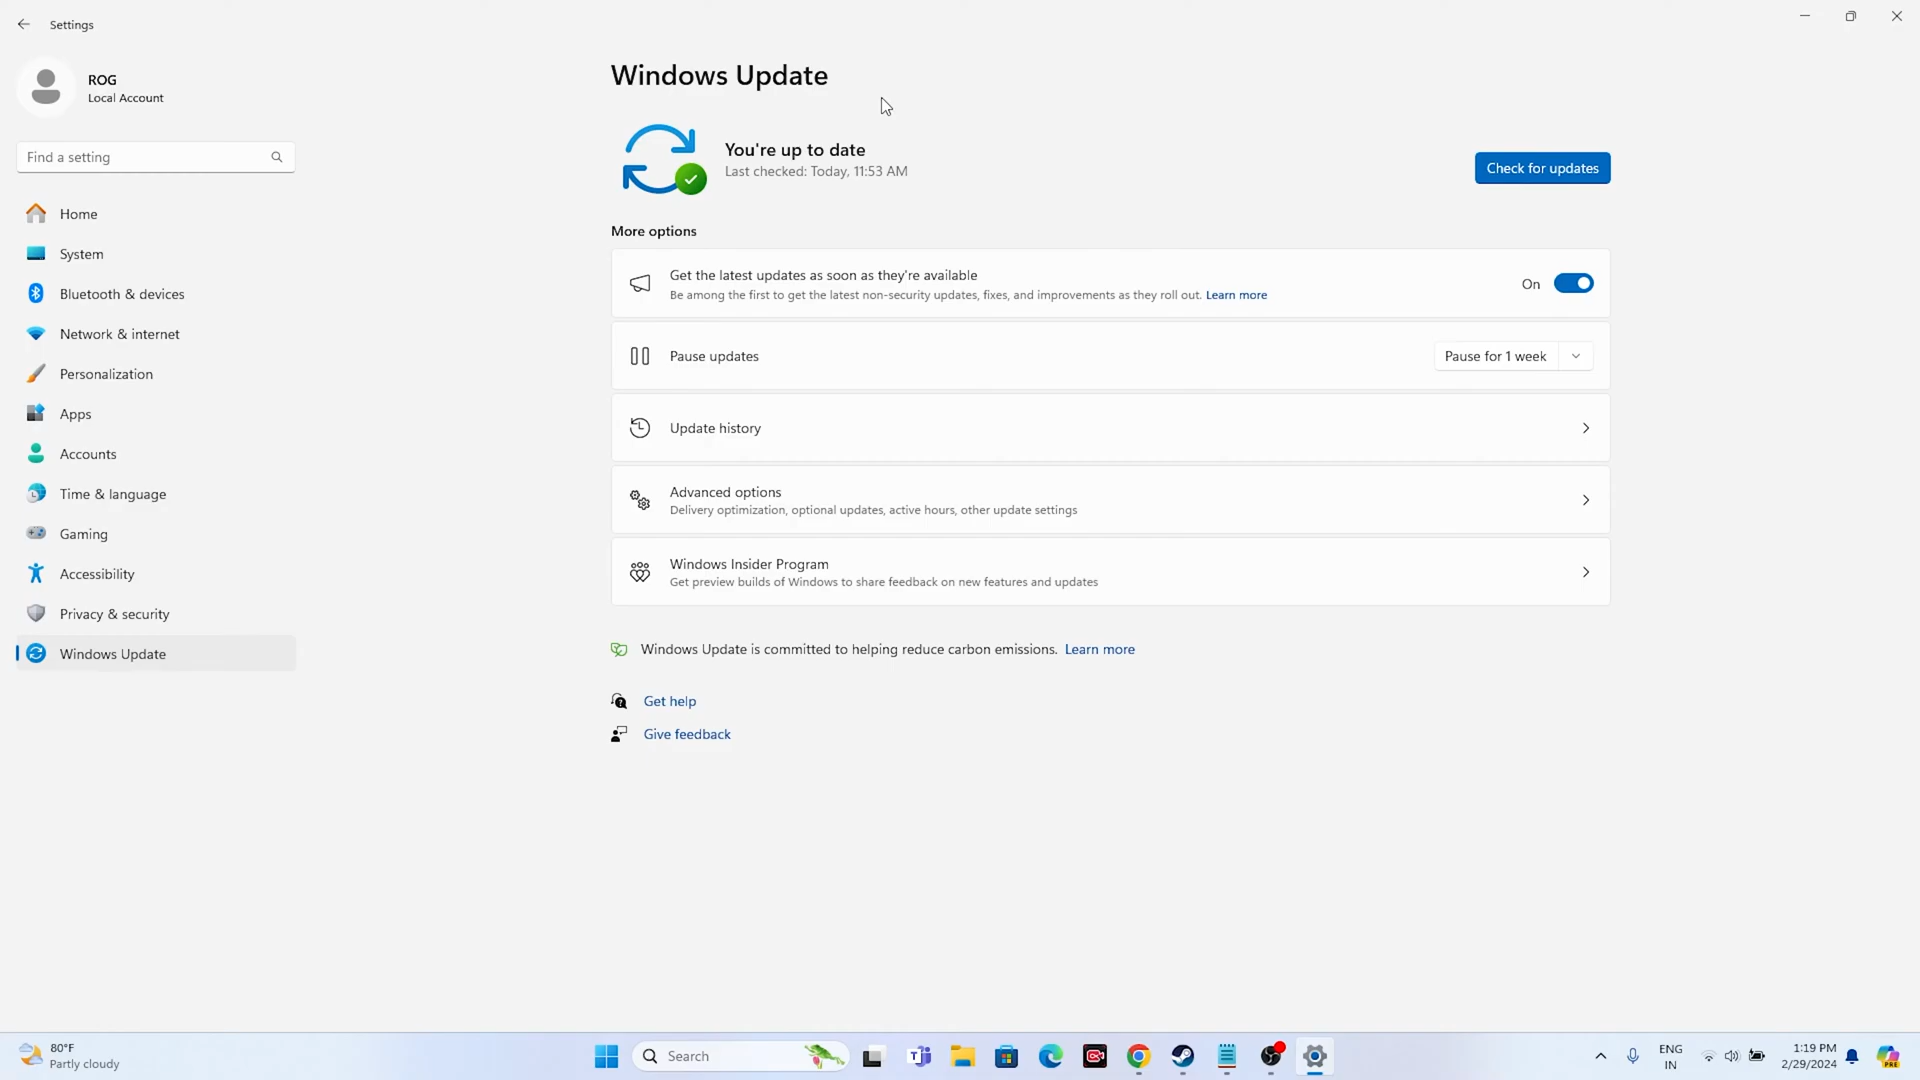 Settings
ROG
Local Account
Find a setting
Home
System
Bluetooth & devices
Network & internet
Personalization
Apps
Accounts
Time & language
Gaming
Accessibility
Privacy & security
Windows Update
Windows Update
You're up to date
Last checked: Today, 11:53 AM
Check for updates
More options
Get the latest updates as soon as they're available
Be among the first to get the latest non-security updates, fixes, and improvements as they roll out. Learn more
On
Pause updates
Pause for 1 week
Update history
Advanced options
Delivery optimization, optional updates, active hours, other update settings
Windows Insider Program
Get preview builds of Windows to share feedback on new features and updates
Windows Update is committed to helping reduce carbon emissions. Learn more
Get help
Give feedback
80°F
Partly cloudy
Search
ENG
IN
1:19 PM
2/29/2024
PRE